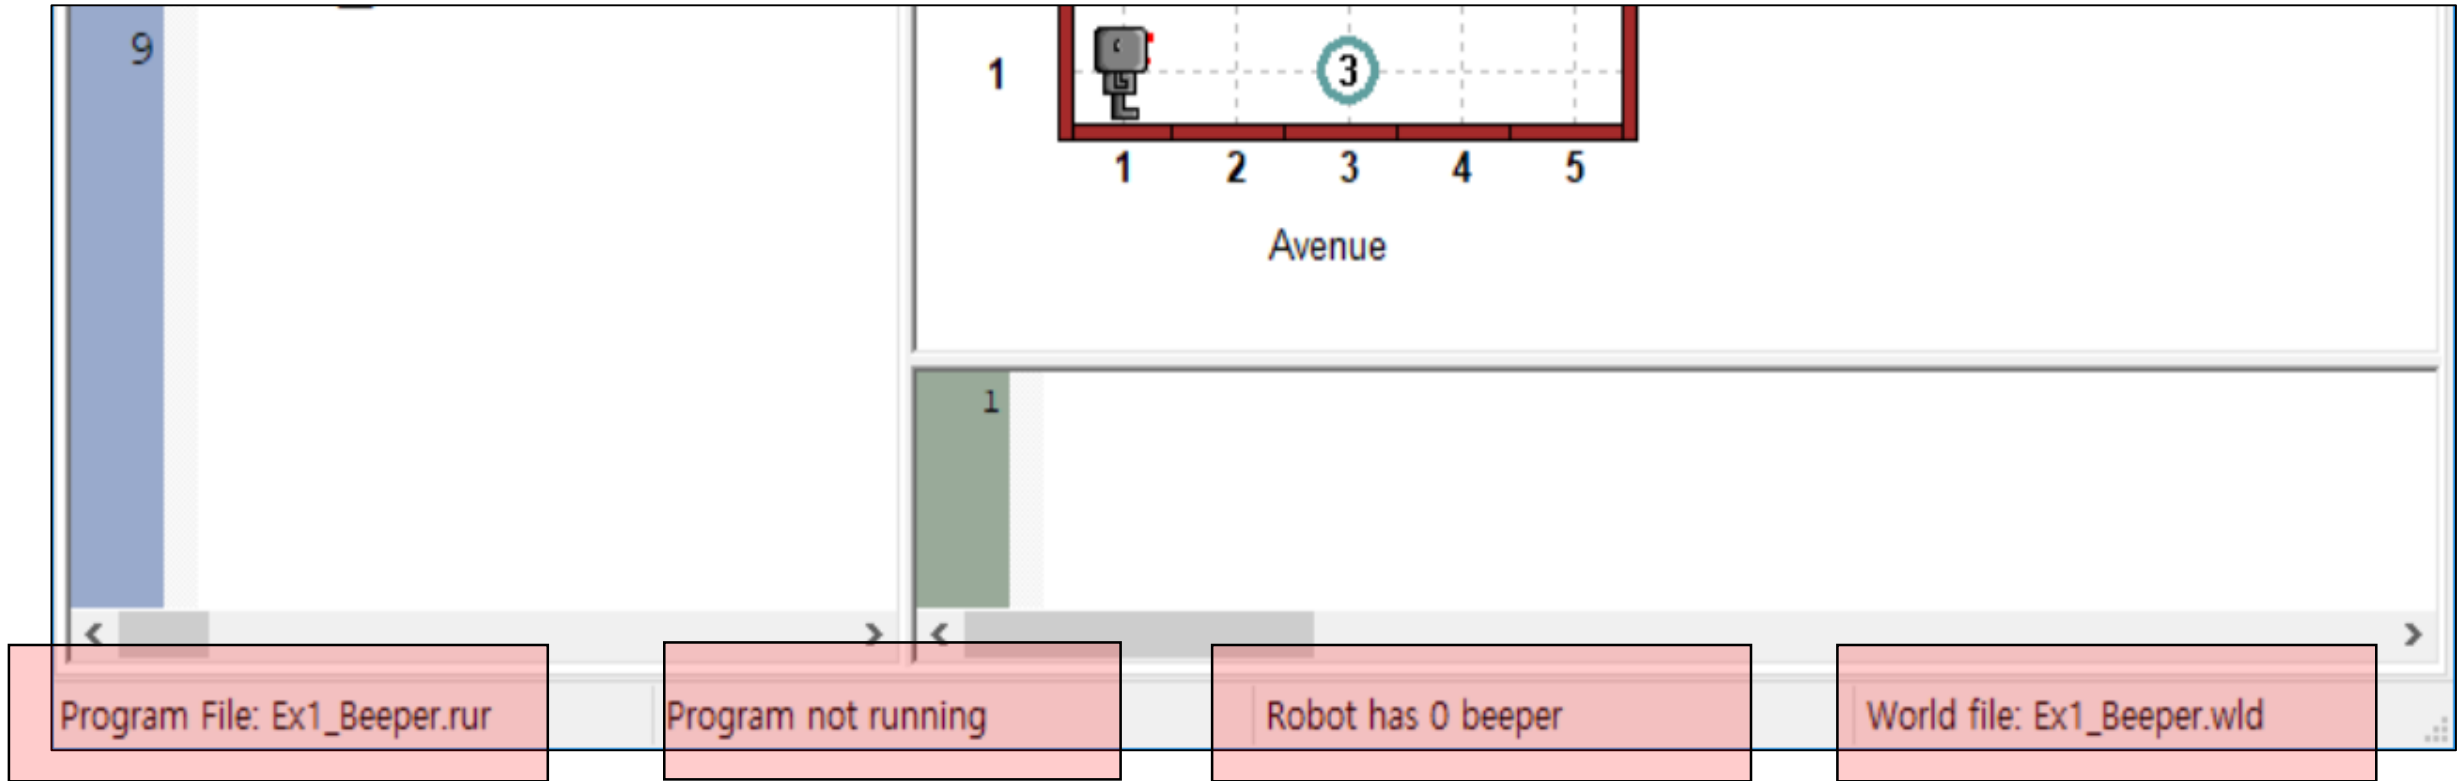 9
1
3
1 2 3 4 5
Avenue
1
Program File: Ex1_Beeper.rur
Program not running
Robot has 0 beeper
World file: Ex1_Beeper.wld